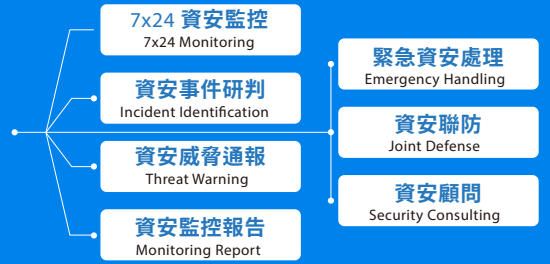 7x24 資安監控
7x24 Monitoring
資安事件研判
Incident Identification
資安威脅通報
Threat Warning
資安監控報告
Monitoring Report
緊急資安處理
Emergency Handling
資安聯防
Joint Defense
資安顧問
Security Consulting